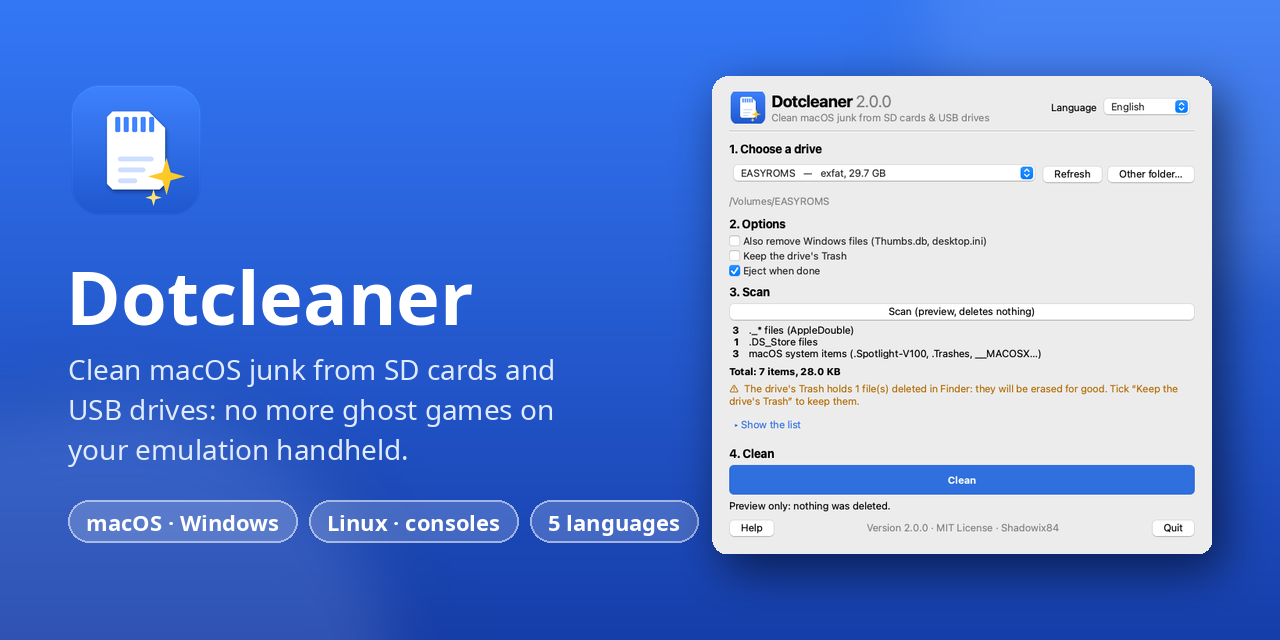 Dotcleaner
Clean macOS junk from SD cards and
USB drives: no more ghost games on
your emulation handheld.
macOS · Windows
Linux · consoles
5 languages
Dotcleaner 2.0.0
Clean macOS junk from SD cards & USB drives
Language
English
1. Choose a drive
EASYROMS — exfat, 29.7 GB
Refresh
Other folder...
/Volumes/EASYROMS
2. Options
Also remove Windows files (Thumbs.db, desktop.ini)
Keep the drive's Trash
Eject when done
3. Scan
Scan (preview, deletes nothing)
3 ._* files (AppleDouble)
1 .DS_Store files
3 macOS system items (.Spotlight-V100, .Trashes, __MACOSX...)
Total: 7 items, 28.0 KB
⚠ The drive's Trash holds 1 file(s) deleted in Finder: they will be erased for good. Tick “Keep the
drive's Trash” to keep them.
▸ Show the list
4. Clean
Clean
Preview only: nothing was deleted.
Help
Version 2.0.0 · MIT License · Shadowix84
Quit